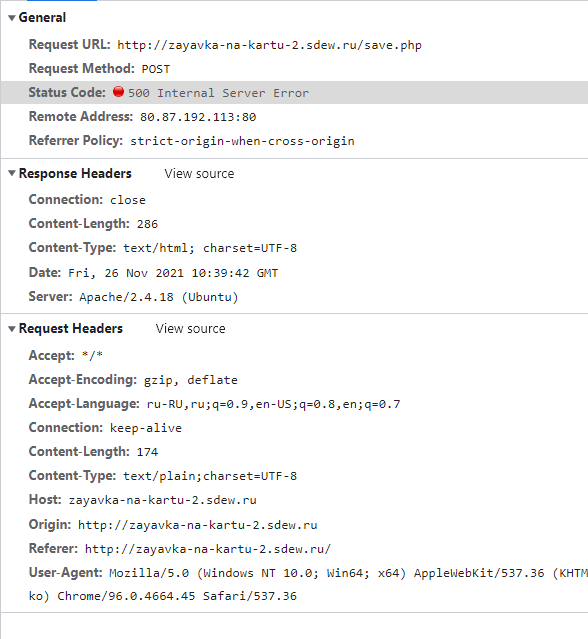 General
Request URL: http://zayavka-na-kartu-2.sdew.ru/save.php
Request Method: POST
Status Code: 500 Internal Server Error
Remote Address: 80.87.192.113:80
Referrer Policy: strict-origin-when-cross-origin
Response Headers View source
Connection: close
Content-Length: 286
Content-Type: text/html; charset=UTF-8
Date: Fri, 26 Nov 2021 10:39:42 GMT
Server: Apache/2.4.18 (Ubuntu)
Request Headers View source
Accept: */*
Accept-Encoding: gzip, deflate
Accept-Language: ru-RU,ru;q=0.9,en-US;q=0.8,en;q=0.7
Connection: keep-alive
Content-Length: 174
Content-Type: text/plain;charset=UTF-8
Host: zayavka-na-kartu-2.sdew.ru
Origin: http://zayavka-na-kartu-2.sdew.ru
Referer: http://zayavka-na-kartu-2.sdew.ru/
User-Agent: Mozilla/5.0 (Windows NT 10.0; Win64; x64) AppleWebKit/537.36 (KHTM
ko) Chrome/96.0.4664.45 Safari/537.36